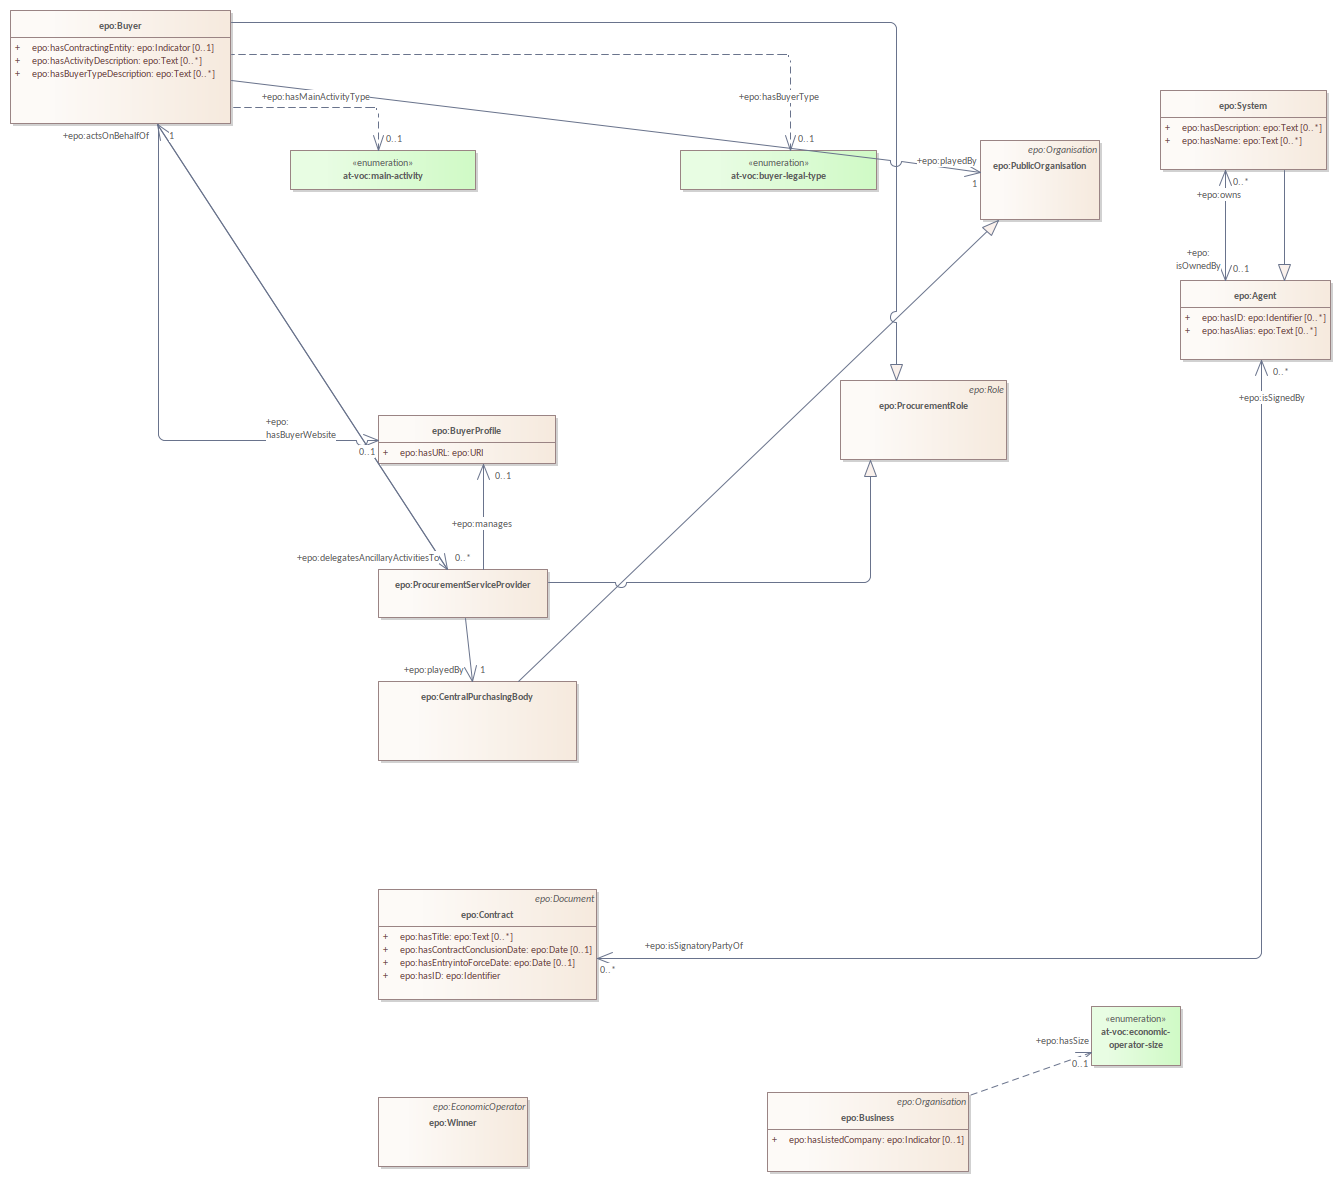 epo:Buyer
+ epo:hasContractingEntity: epo:Indicator [0..1]
+ epo:hasActivityDescription: epo:Text [0..*]
+ epo:hasBuyerTypeDescription: epo:Text [0..*]
+epo:hasMainActivityType
+epo:hasBuyerType
+epo:actsOnBehalfOf
1
0..1
0..1
«enumeration»
at-voc:main-activity
«enumeration»
at-voc:buyer-legal-type
+epo:playedBy
1
epo:Organisation
epo:PublicOrganisation
epo:System
+ epo:hasDescription: epo:Text [0..*]
+ epo:hasName: epo:Text [0..*]
0..*
+epo:owns
+epo:
isOwnedBy
0..1
epo:Agent
+ epo:hasID: epo:Identifier [0..*]
+ epo:hasAlias: epo:Text [0..*]
0..*
+epo:isSignedBy
epo:Role
epo:ProcurementRole
+epo:
hasBuyerWebsite
0..1
epo:BuyerProfile
+ epo:hasURL: epo:URI
0..1
+epo:manages
+epo:delegatesAncillaryActivitiesTo
0..*
epo:ProcurementServiceProvider
+epo:playedBy
1
epo:CentralPurchasingBody
epo:Document
epo:Contract
+ epo:hasTitle: epo:Text [0..*]
+ epo:hasContractConclusionDate: epo:Date [0..1]
+ epo:hasEntryintoForceDate: epo:Date [0..1]
+ epo:hasID: epo:Identifier
+epo:isSignatoryPartyOf
0..*
«enumeration»
at-voc:economic-
operator-size
+epo:hasSize
0..1
epo:EconomicOperator
epo:Winner
epo:Organisation
epo:Business
+ epo:hasListedCompany: epo:Indicator [0..1]